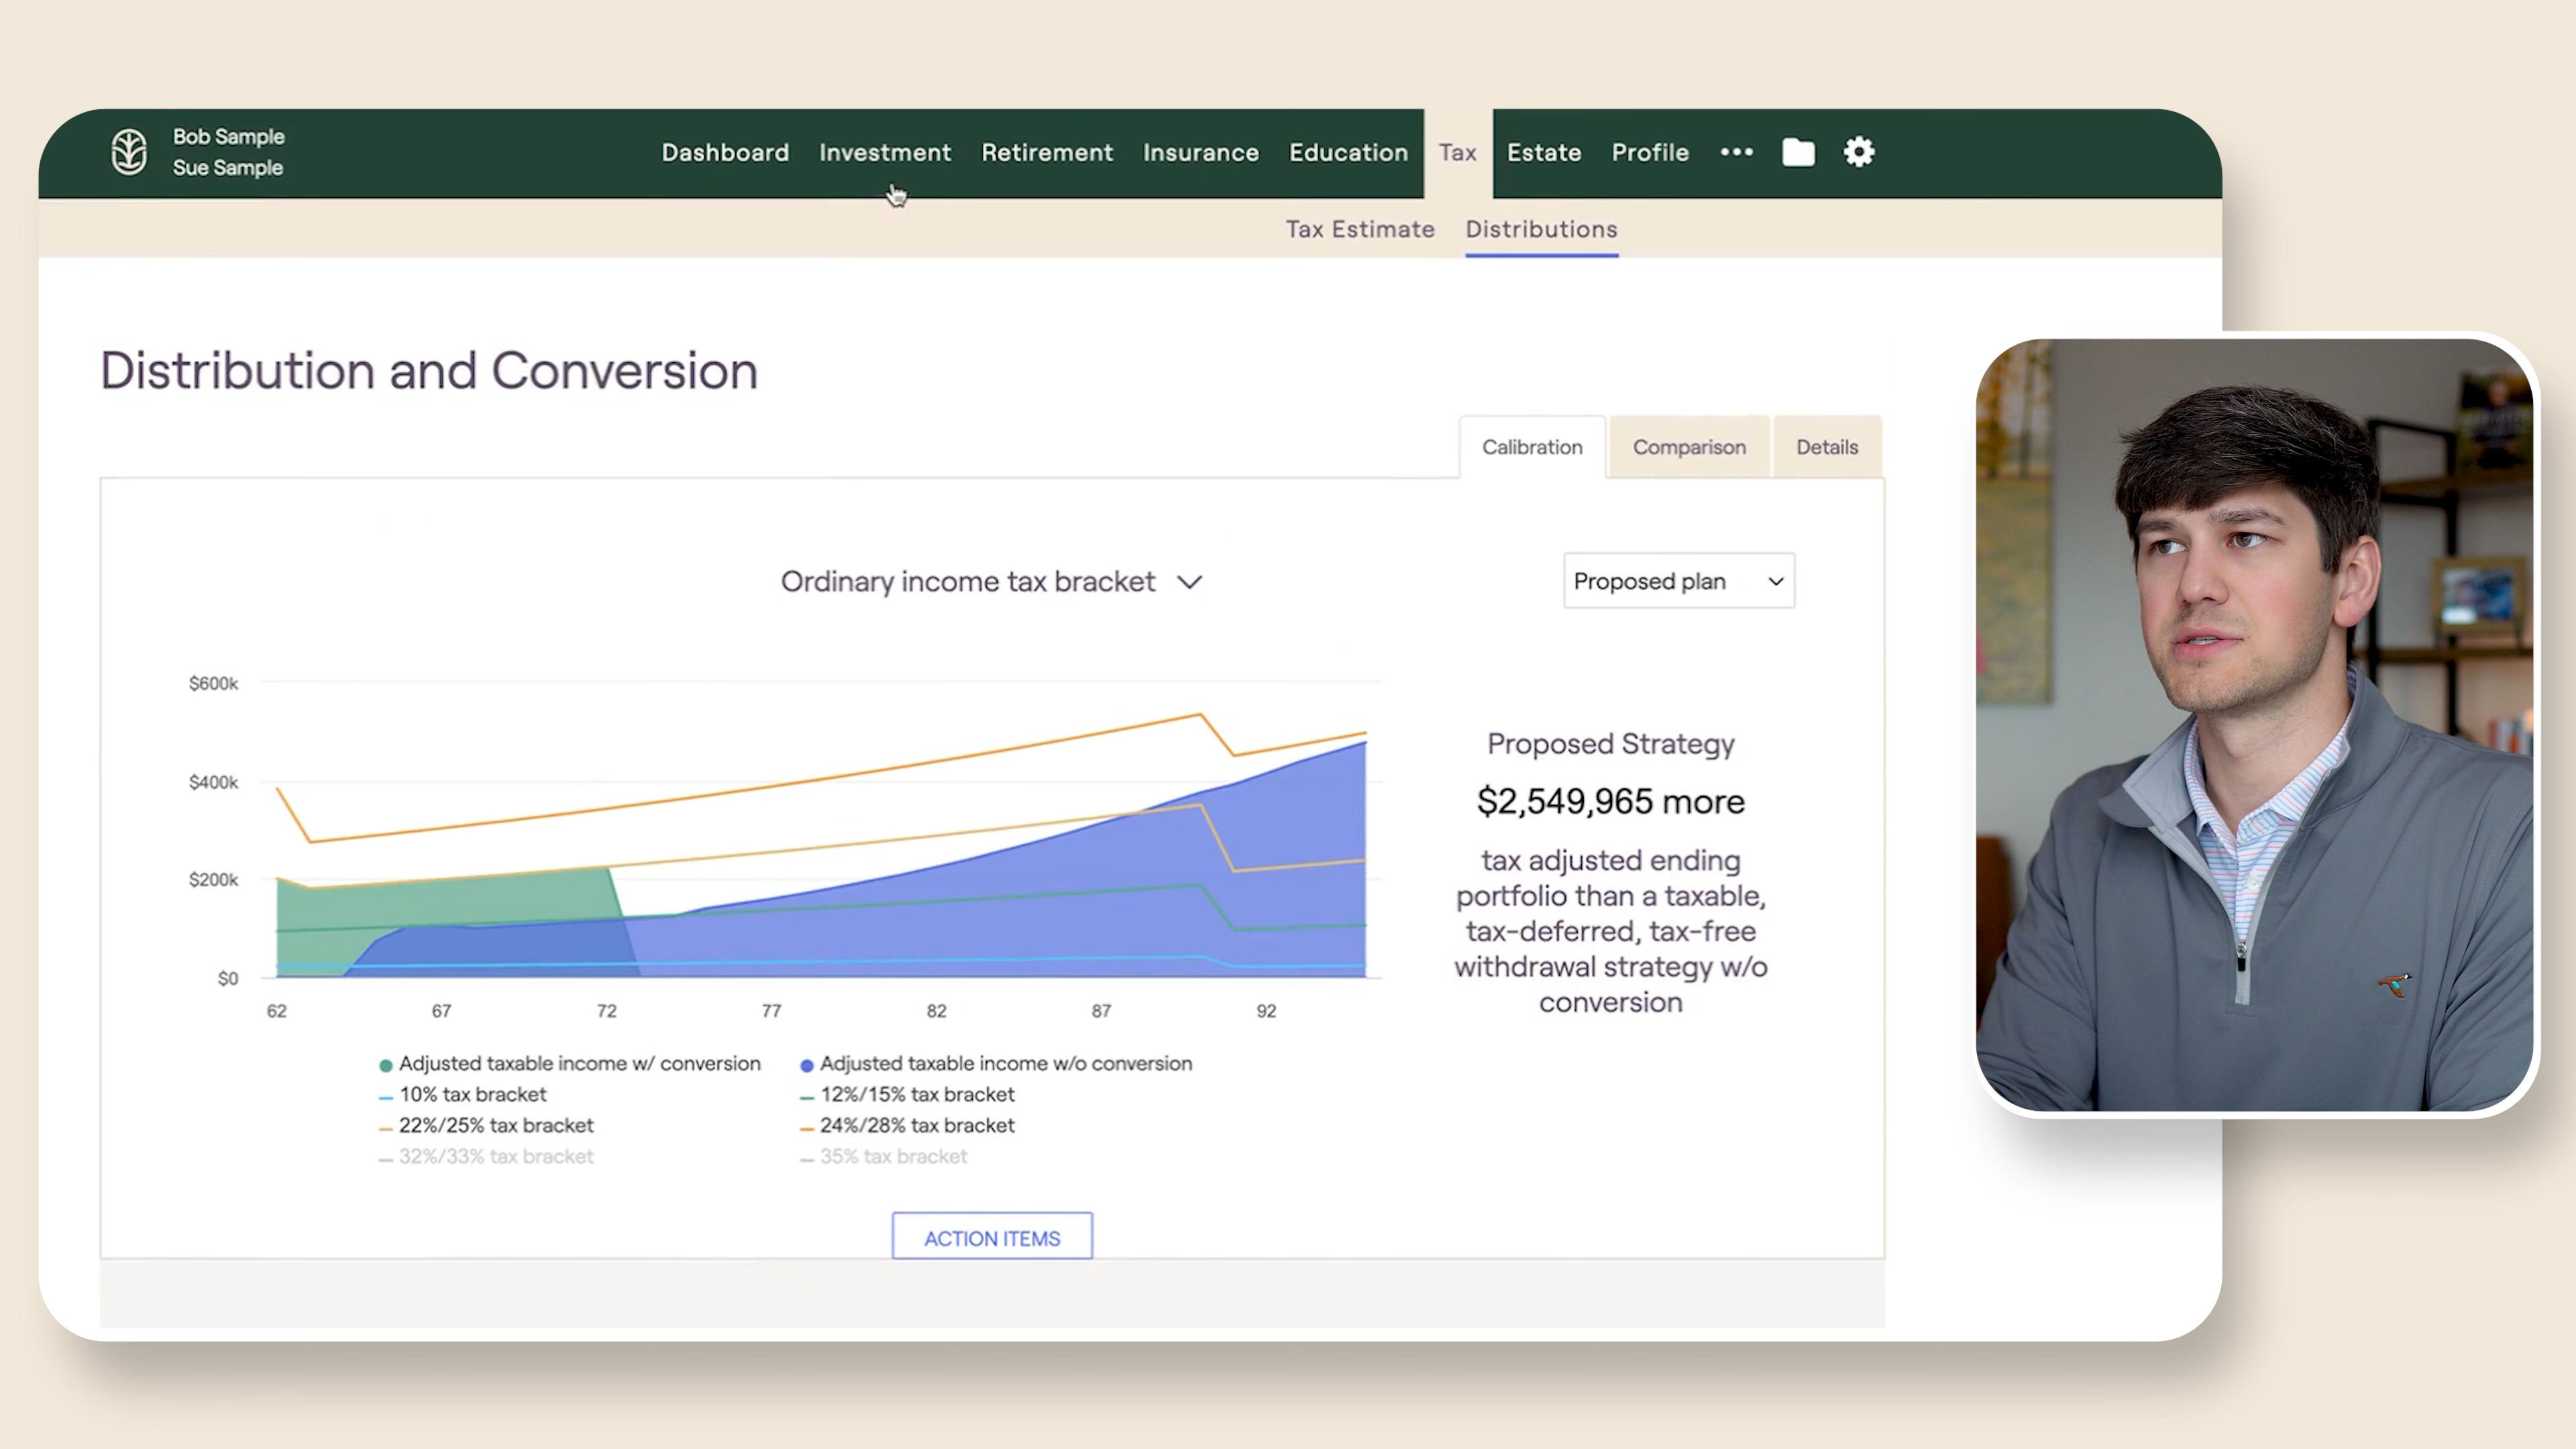 Bob Sample
Sue Sample
Dashboard Investment Retirement Insurance Education Tax Estate Profile •••
Tax Estimate Distributions
Distribution and Conversion
Calibration Comparison Details
Ordinary income tax bracket
Proposed plan
$600k
$400k
$200k
$0
62 67 72 77 82 87 92
Proposed Strategy
$2,549,965 more
tax adjusted ending
portfolio than a taxable,
tax-deferred, tax-free
withdrawal strategy w/o
conversion
Adjusted taxable income w/ conversion Adjusted taxable income w/o conversion
10% tax bracket 12%/15% tax bracket
22%/25% tax bracket 24%/28% tax bracket
32%/33% tax bracket 35% tax bracket
ACTION ITEMS